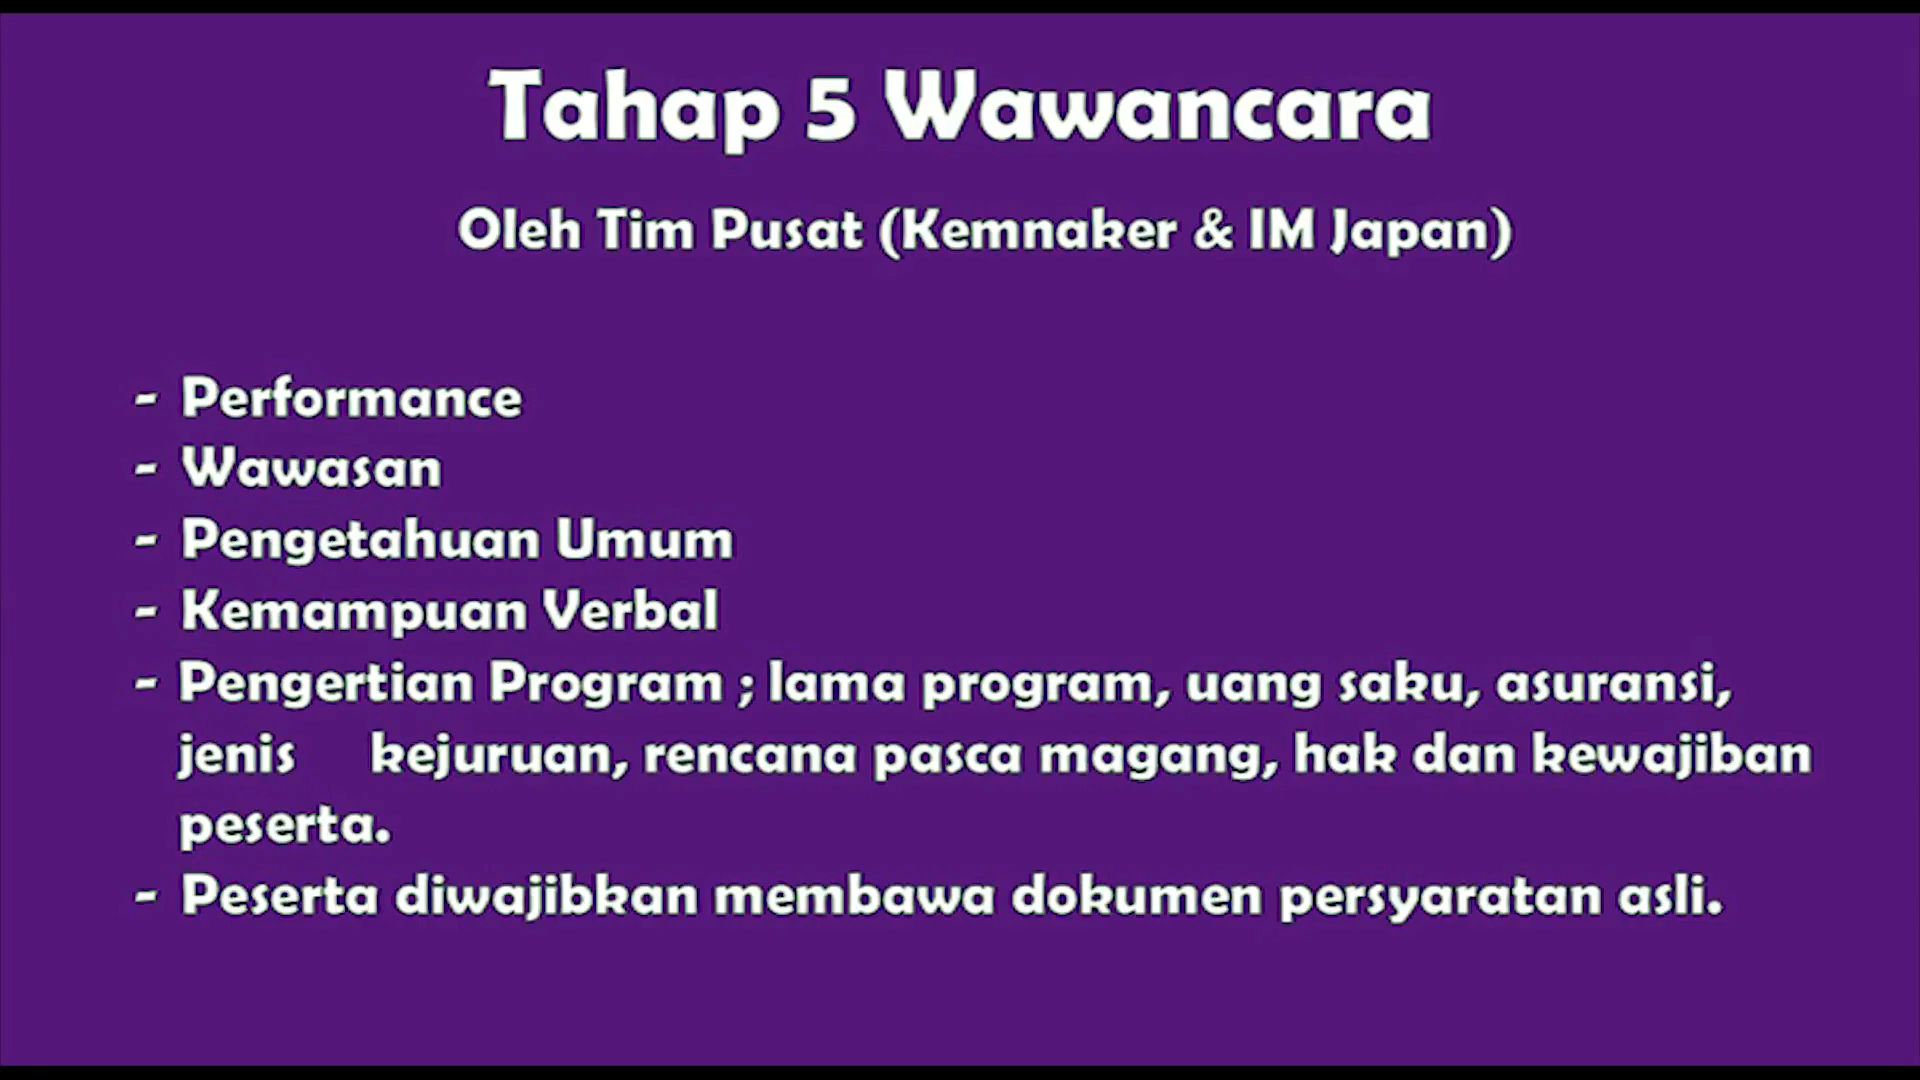 Tahap 5 Wawancara
Oleh Tim Pusat (Kemnaker & IM Japan)
- Performance
- Wawasan
- Pengetahuan Umum
- Kemampuan Verbal
- Pengertian Program ; lama program, uang saku, asuransi,
jenis kejuruan, rencana pasca magang, hak dan kewajiban
peserta.
- Peserta diwajibkan membawa dokumen persyaratan asli.